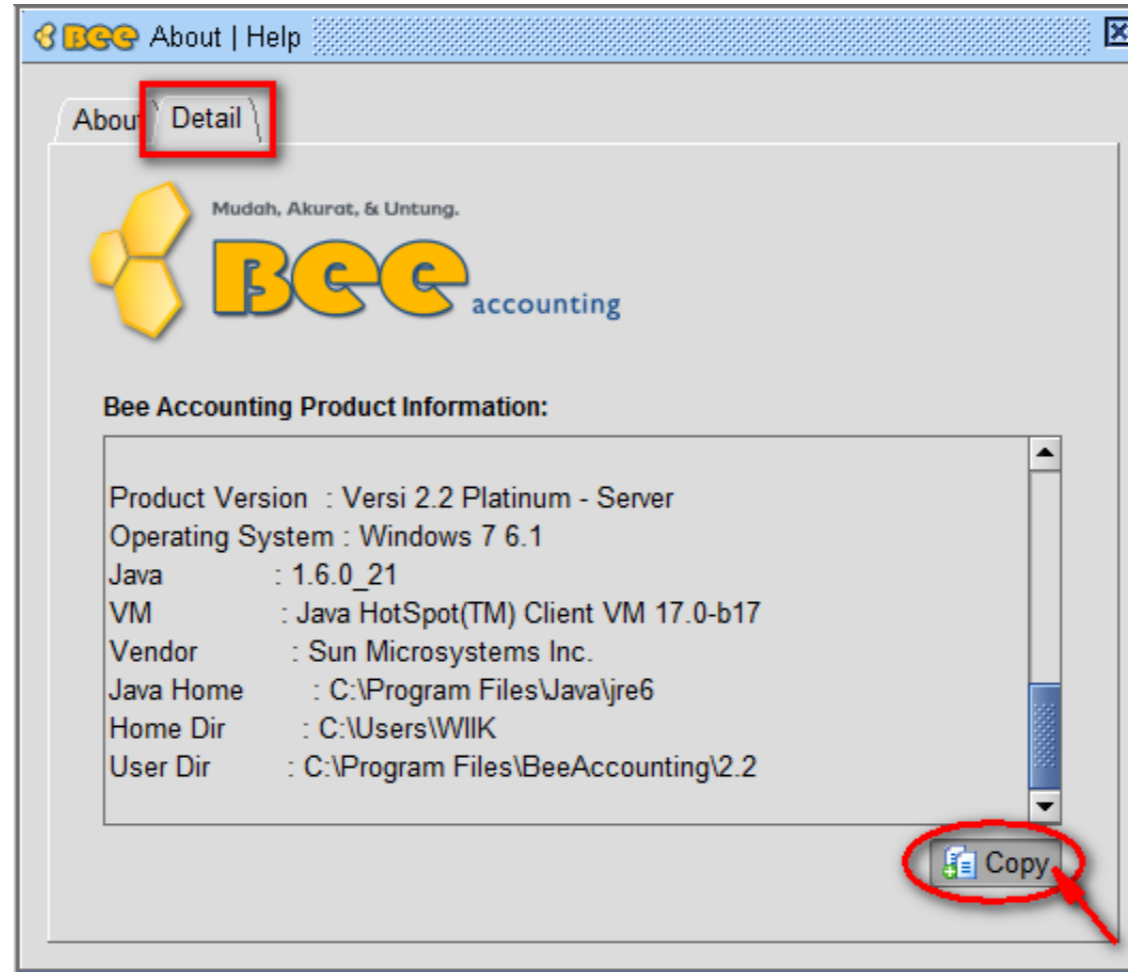 Bee About | Help
About Detail
Mudah, Akurat, & Untung.
Bee accounting
Bee Accounting Product Information:
Product Version : Versi 2.2 Platinum - Server
Operating System : Windows 7 6.1
Java : 1.6.0_21
VM : Java HotSpot(TM) Client VM 17.0-b17
Vendor : Sun Microsystems Inc.
Java Home : C:\Program Files\Java\jre6
Home Dir : C:\Users\WIIK
User Dir : C:\Program Files\BeeAccounting\2.2
Copy